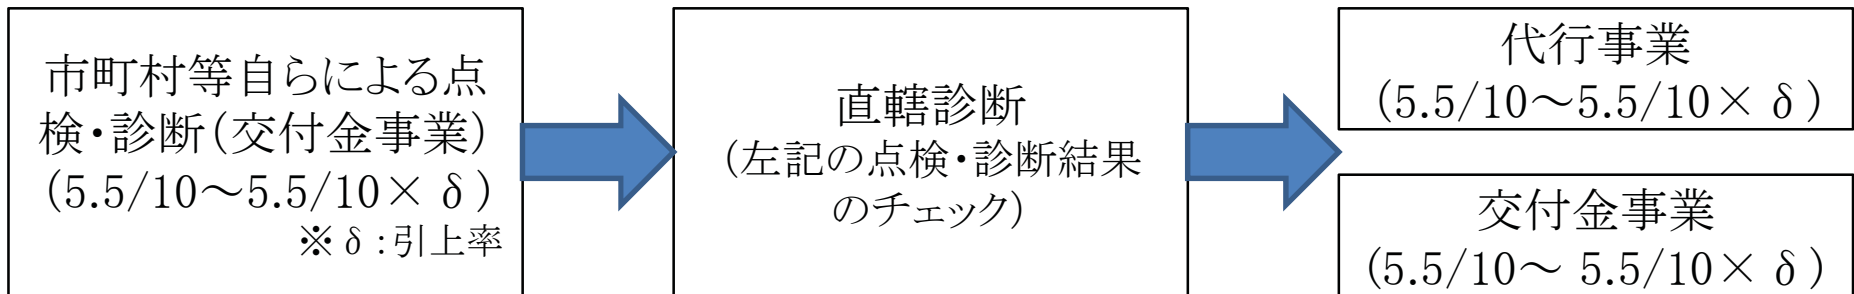 市町村等自らによる点
検・診断(交付金事業)
(5.5/10～5.5/10× δ)
※δ:引上率
直轄診断
(左記の点検・診断結果
のチェック)
代行事業
(5.5/10～5.5/10× δ)
交付金事業
(5.5/10～ 5.5/10× δ)